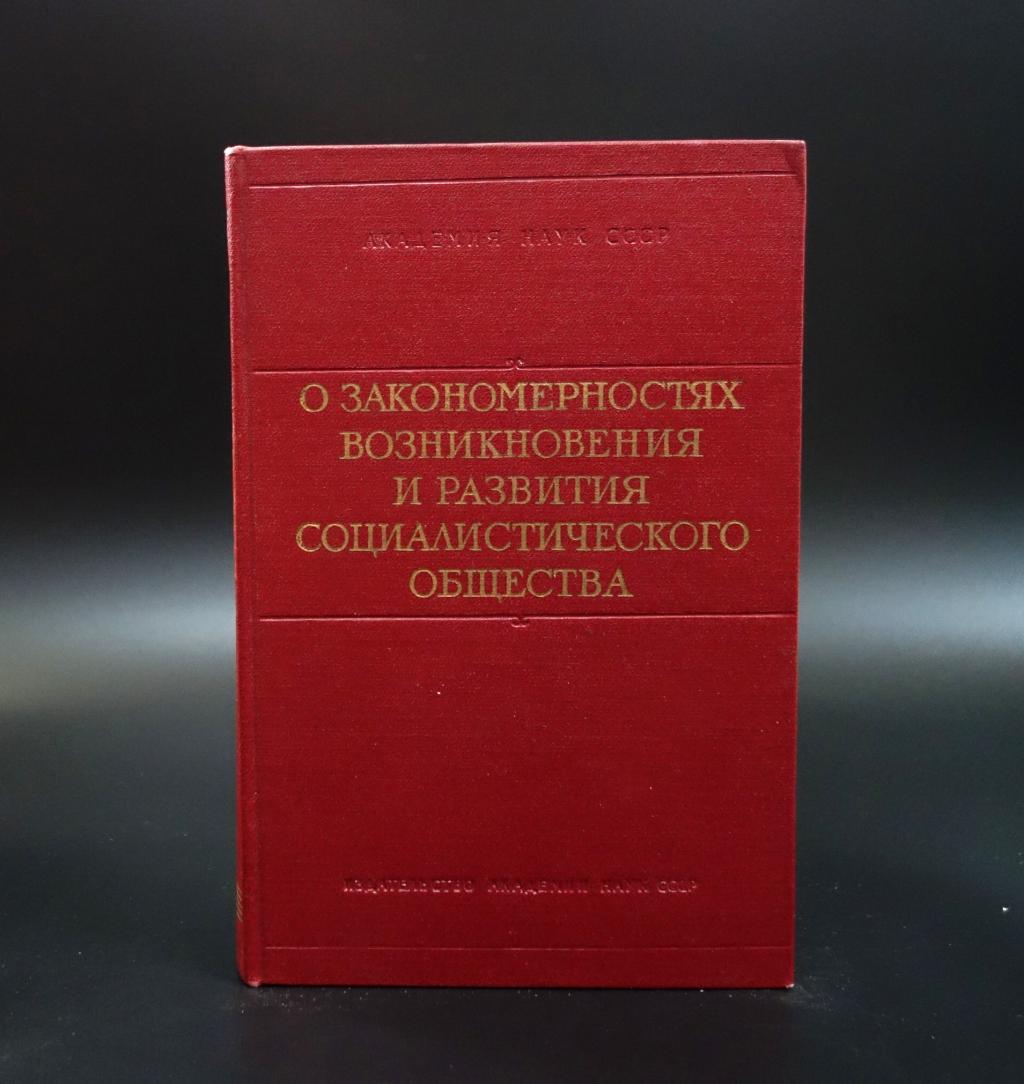 АКАДЕМИЯ НАУК СССР
О ЗАКОНОМЕРНОСТЯХ
ВОЗНИКНОВЕНИЯ
И РАЗВИТИЯ
СОЦИАЛИСТИЧЕСКОГО
ОБЩЕСТВА
ИЗДАТЕЛЬСТВО АКАДЕМИИ НАУК СССР